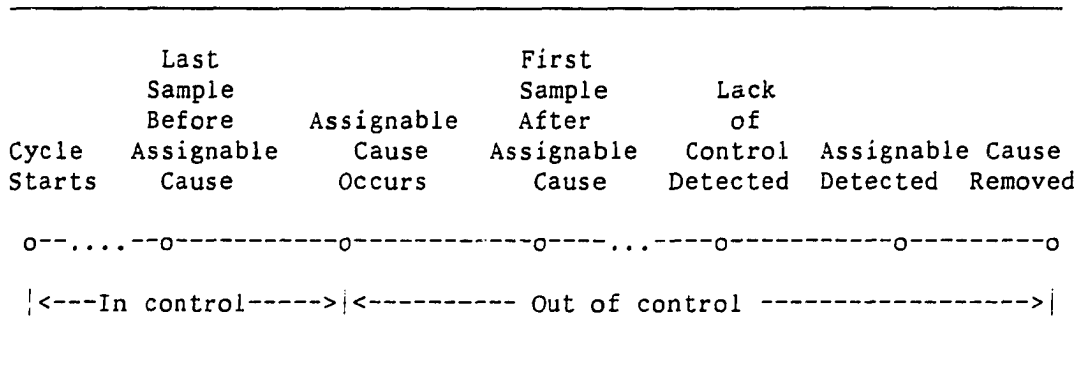 Last First
Sample Sample Lack
Before Assignable After of
Cycle Assignable Cause Assignable Control Assignable Cause
Starts Cause Occurs Cause Detected Detected Removed
o--....--o-----------o------------o----...----o-----------o---------o
|<---In control----->|<---------- Out of control ------------------>|